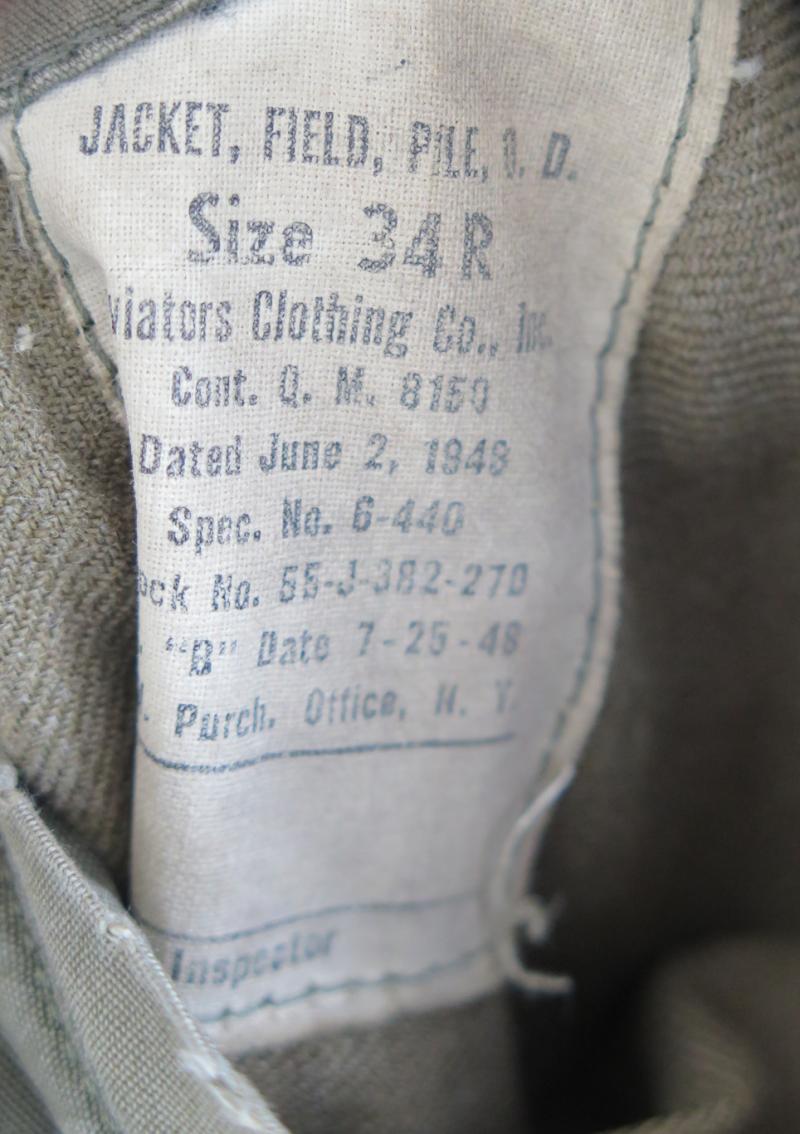 JACKET, FIELD, PILE, O. D.
Size 34 R
viators Clothing Co., Inc.
Cont. Q. M. 8150
Dated June 2, 1948
Spec. No. 6-440
ock No. 55-J-382-270
"B" Date 7-25-48
. Purch. Office, N. Y.
Inspector